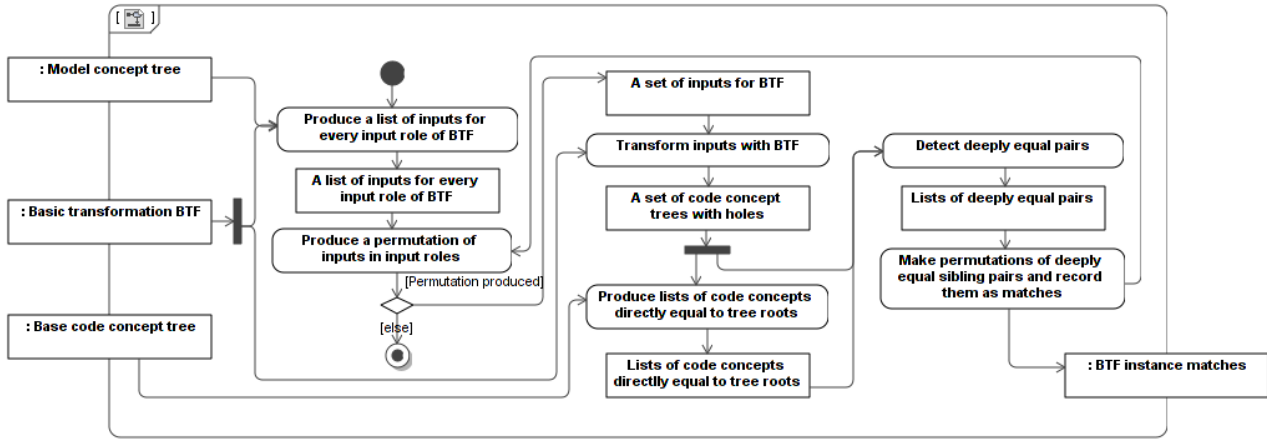 : Model concept tree
: Basic transformation BTF
: Base code concept tree
Produce a list of inputs for
every input role of BTF
A list of inputs for every
input role of BTF
Produce a permutation of
inputs in input roles
[Permutation produced]
[else]
A set of inputs for BTF
Transform inputs with BTF
A set of code concept
trees with holes
Produce lists of code concepts
directly equal to tree roots
Lists of code concepts
directlly equal to tree roots
Detect deeply equal pairs
Lists of deeply equal pairs
Make permutations of deeply
equal sibling pairs and record
them as matches
: BTF instance matches